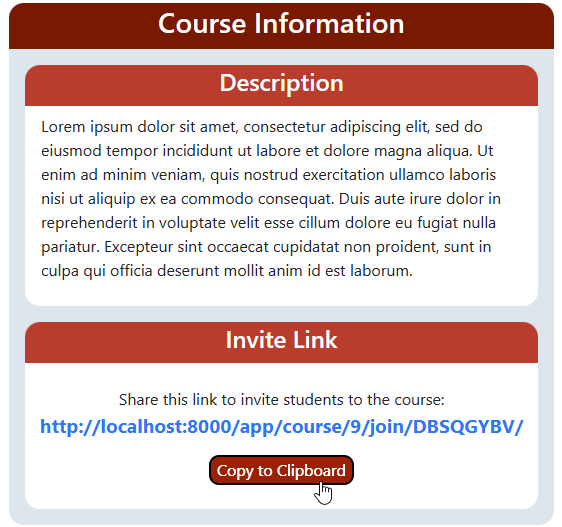 Course Information
Description
Lorem ipsum dolor sit amet, consectetur adipiscing elit, sed do
eiusmod tempor incididunt ut labore et dolore magna aliqua. Ut
enim ad minim veniam, quis nostrud exercitation ullamco laboris
nisi ut aliquip ex ea commodo consequat. Duis aute irure dolor in
reprehenderit in voluptate velit esse cillum dolore eu fugiat nulla
pariatur. Excepteur sint occaecat cupidatat non proident, sunt in
culpa qui officia deserunt mollit anim id est laborum.
Invite Link
Share this link to invite students to the course:
http://localhost:8000/app/course/9/join/DBSQGYBV/
Copy to Clipboard